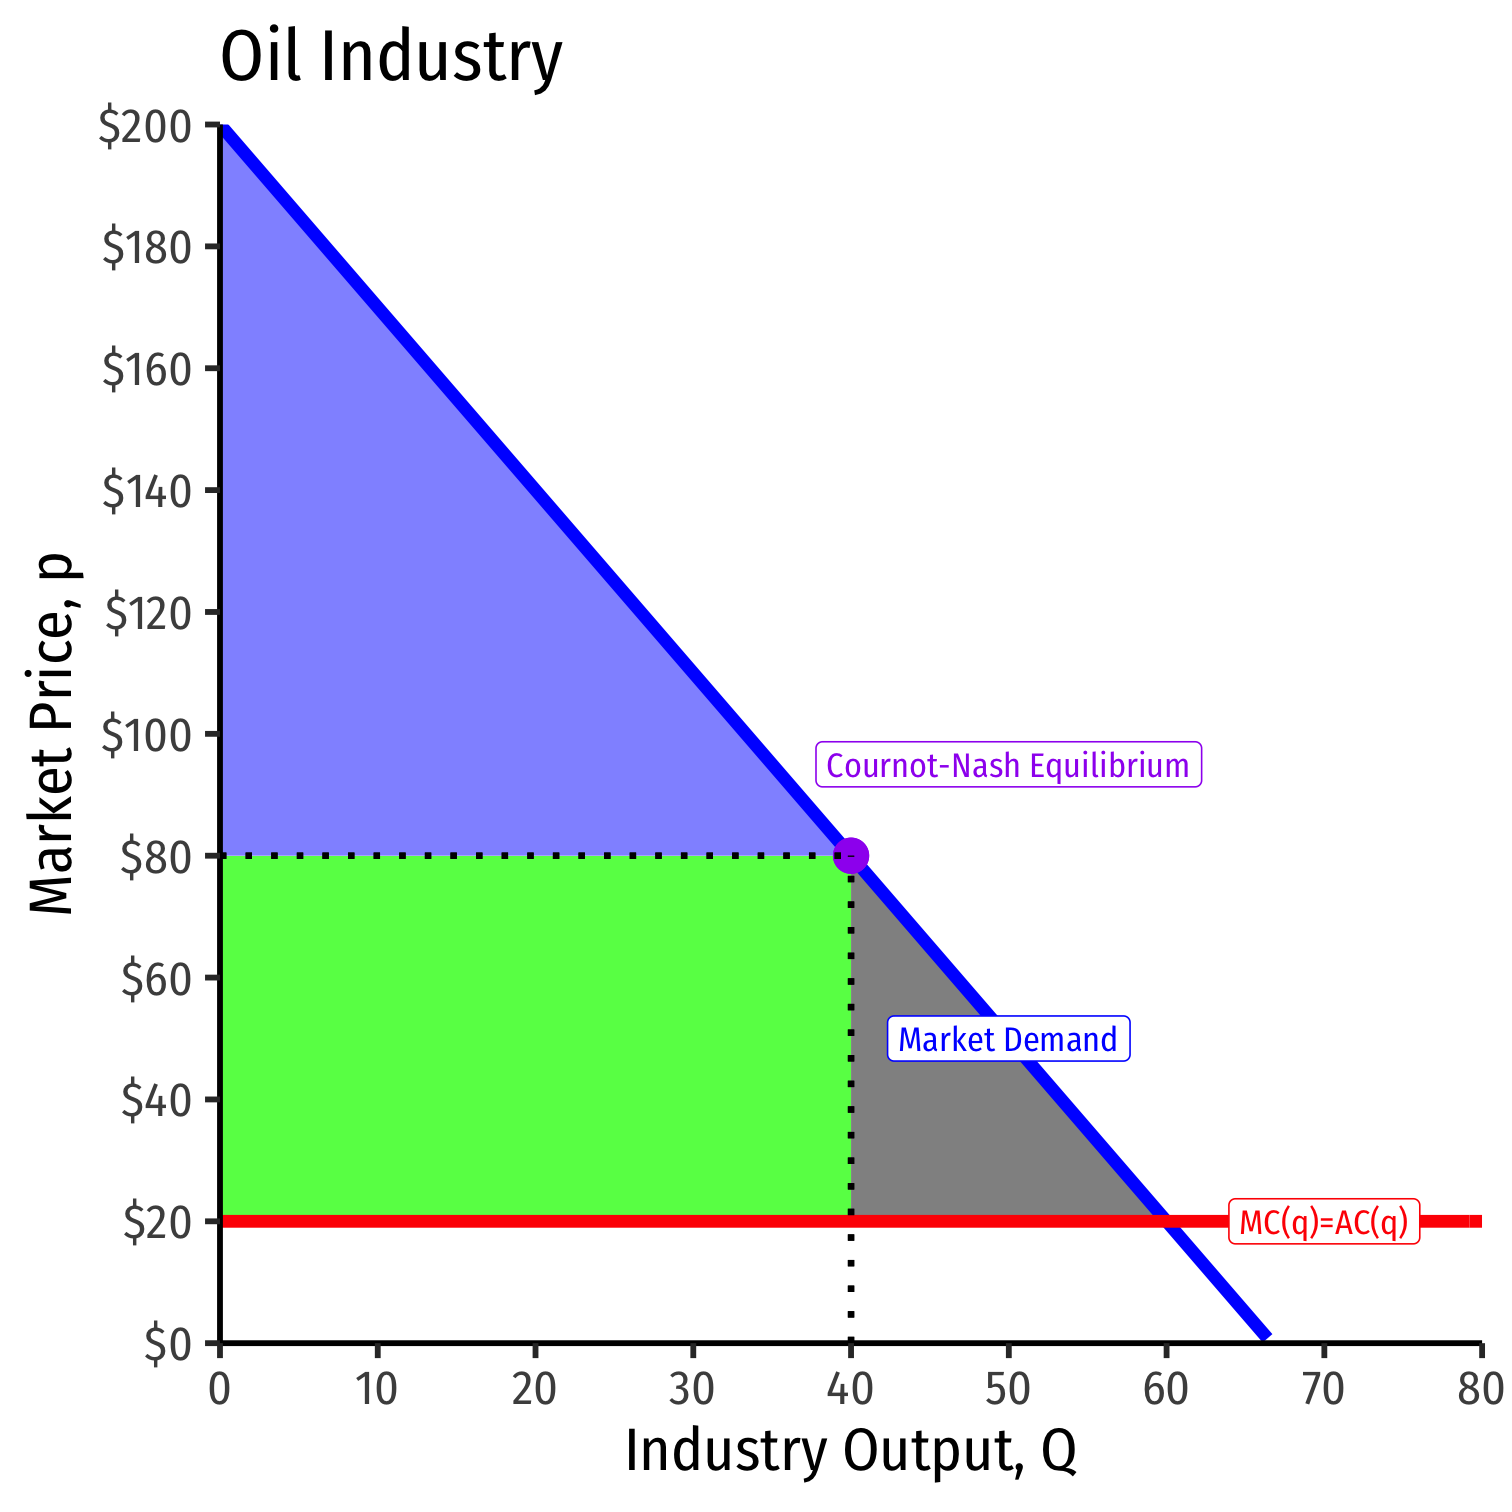 Oil Industry
$200
$180
$160
$140
$120
$100
$80
$60
$40
$20
$0
Market Price, p
Cournot-Nash Equilibrium
Market Demand
MC(q)=AC(q)
0 10 20 30 40 50 60 70 80
Industry Output, Q